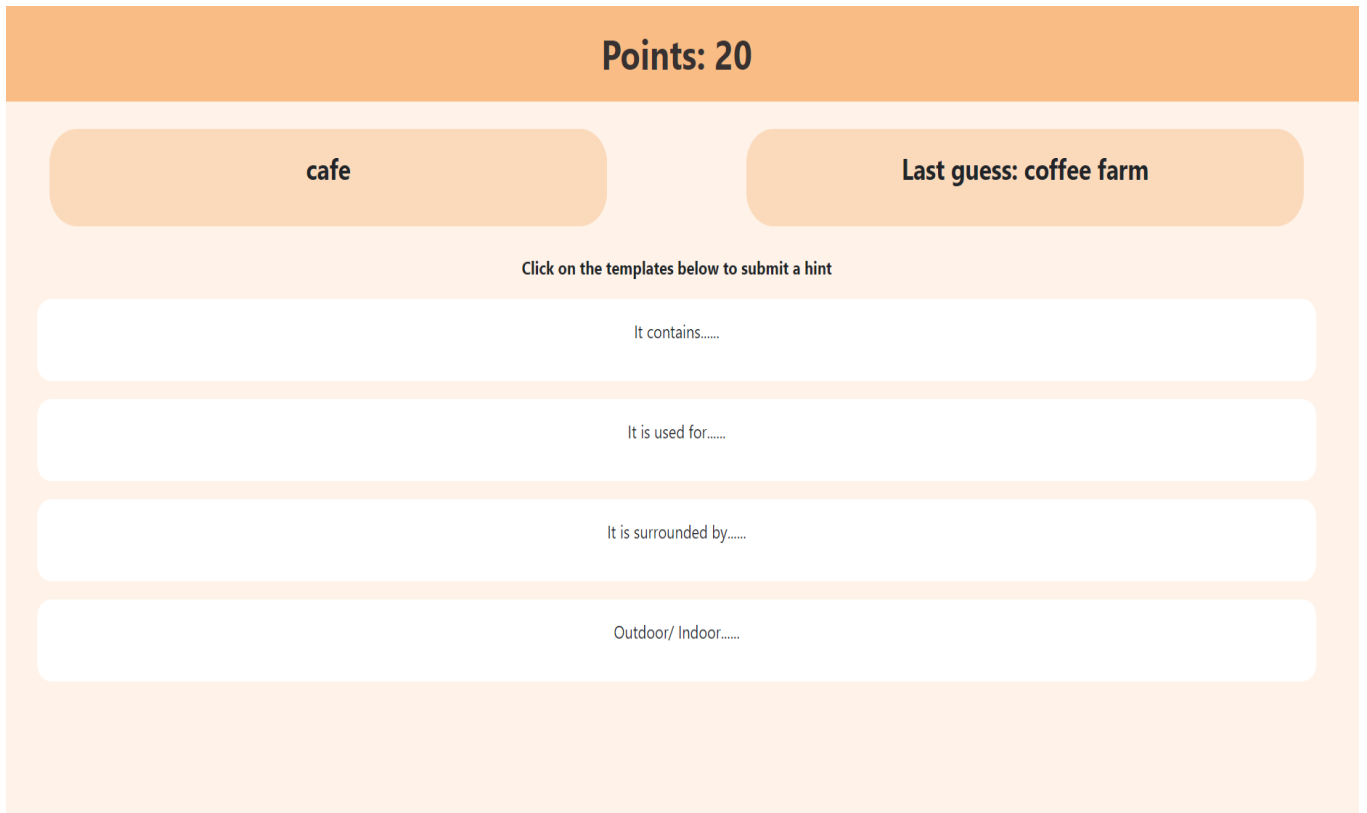 Points: 20
cafe
Last guess: coffee farm
Click on the templates below to submit a hint
It contains......
It is used for......
It is surrounded by......
Outdoor/ Indoor......